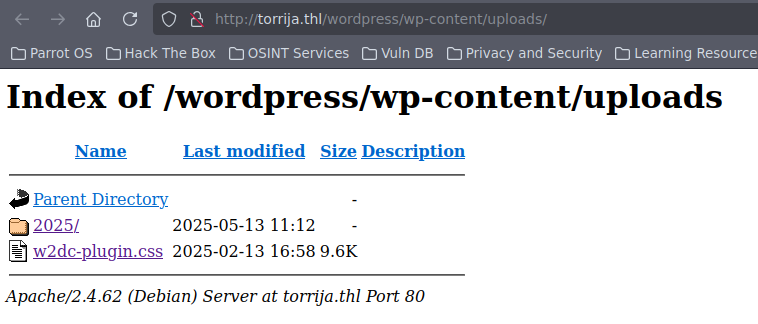 http://torrija.thl/wordpress/wp-content/uploads/
Parrot OS Hack The Box OSINT Services Vuln DB Privacy and Security Learning Resource
Index of /wordpress/wp-content/uploads
Name Last modified Size Description
Parent Directory -
2025/ 2025-05-13 11:12 -
w2dc-plugin.css 2025-02-13 16:58 9.6K
Apache/2.4.62 (Debian) Server at torrija.thl Port 80